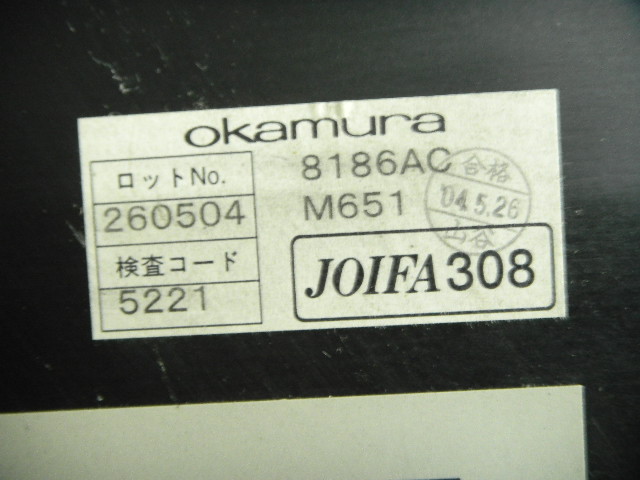 okamura
ロットNo.
260504
検査コード
5221
8186AC
M651
JOIFA308
合格
'04.5.26
山谷